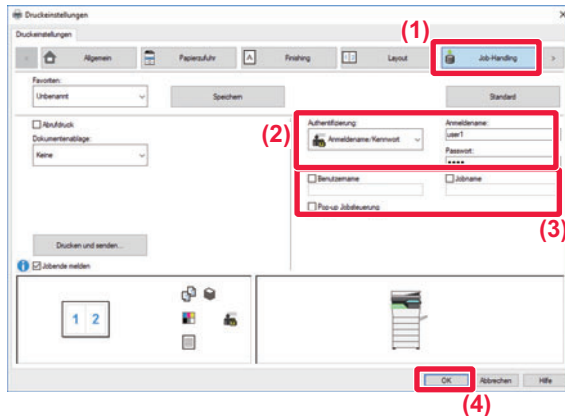 Druckeinstellungen
Druckeinstellungen
(1)
Allgemein Papierzufuhr A Finishing 1 2 Layout Job-Handling
Favoriten:
Unbenannt Speichern Standard
Abrufdruck
Dokumentenablage:
Keine
(2)
Authentifizierung: Anmeldename:
Anmeldename/Kennwort user1
Passwort:
••••
Benutzername Jobname
Pop-up Jobsteuerung
(3)
Drucken und senden...
Jobende melden
1 2
OK Abbrechen Hilfe
(4)